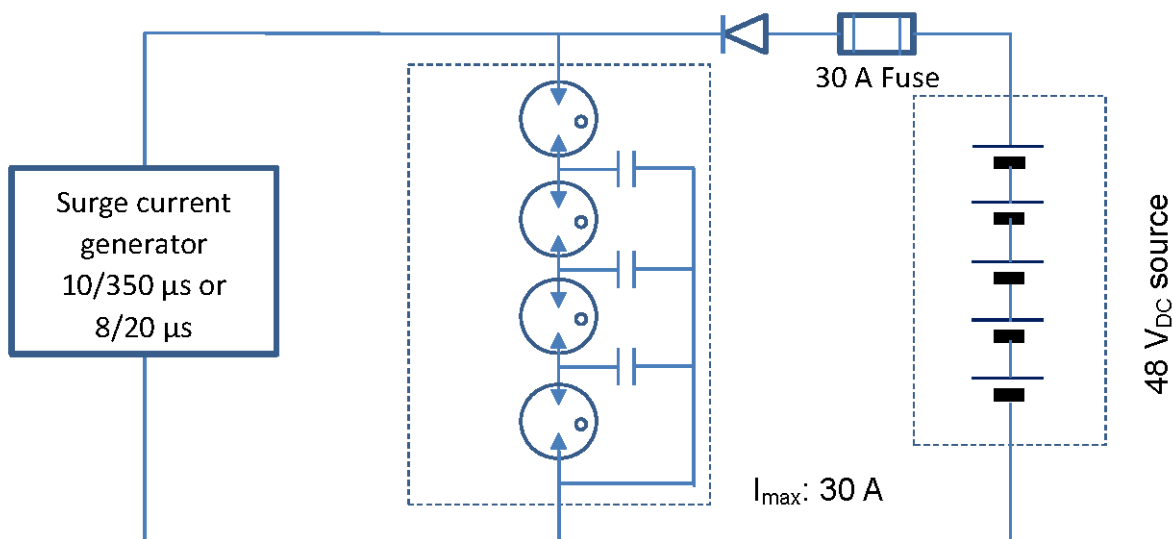 30 A Fuse
Surge current
generator
10/350 µs or
8/20 µs
48 V_DC source
I_max: 30 A